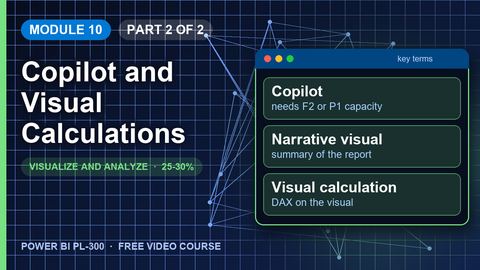 MODULE 10
PART 2 OF 2
Copilot and
Visual
Calculations
VISUALIZE AND ANALYZE · 25-30%
POWER BI PL-300 · FREE VIDEO COURSE
key terms
Copilot
needs F2 or P1 capacity
Narrative visual
summary of the report
Visual calculation
DAX on the visual